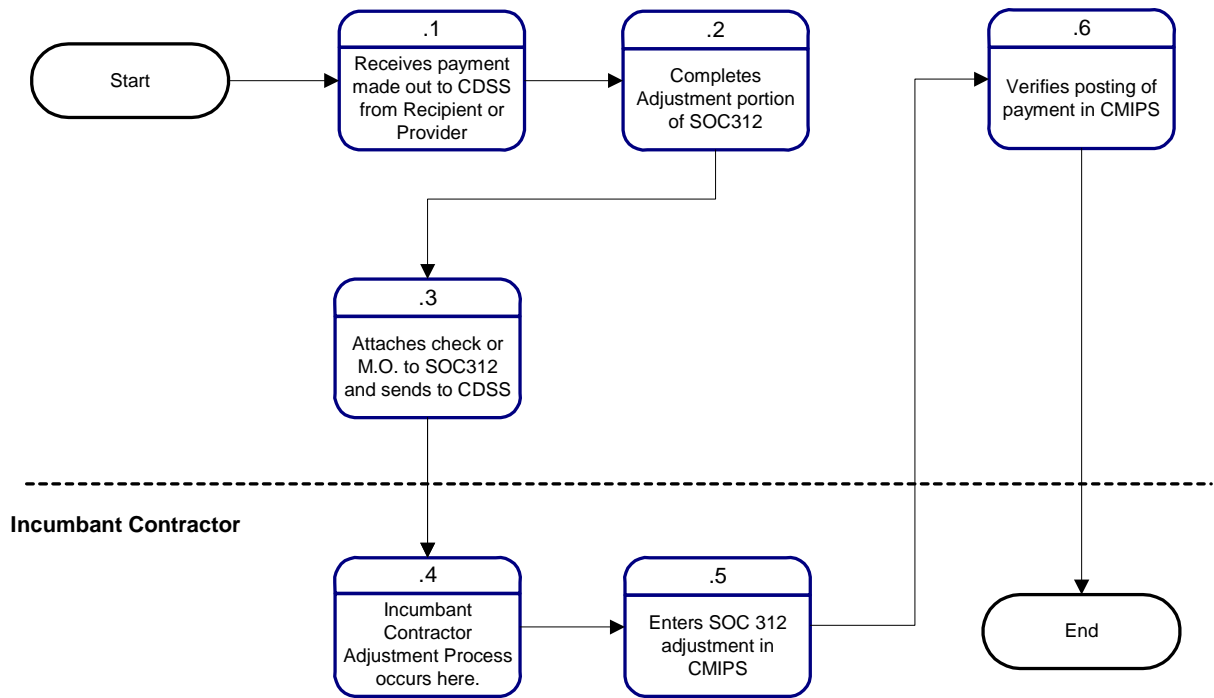 Start
.1
Receives payment
made out to CDSS
from Recipient or
Provider
.2
Completes
Adjustment portion
of SOC312
.6
Verifies posting of
payment in CMIPS
.3
Attaches check or
M.O. to SOC312
and sends to CDSS
Incumbant Contractor
.4
Incumbant
Contractor
Adjustment Process
occurs here.
.5
Enters SOC 312
adjustment in
CMIPS
End